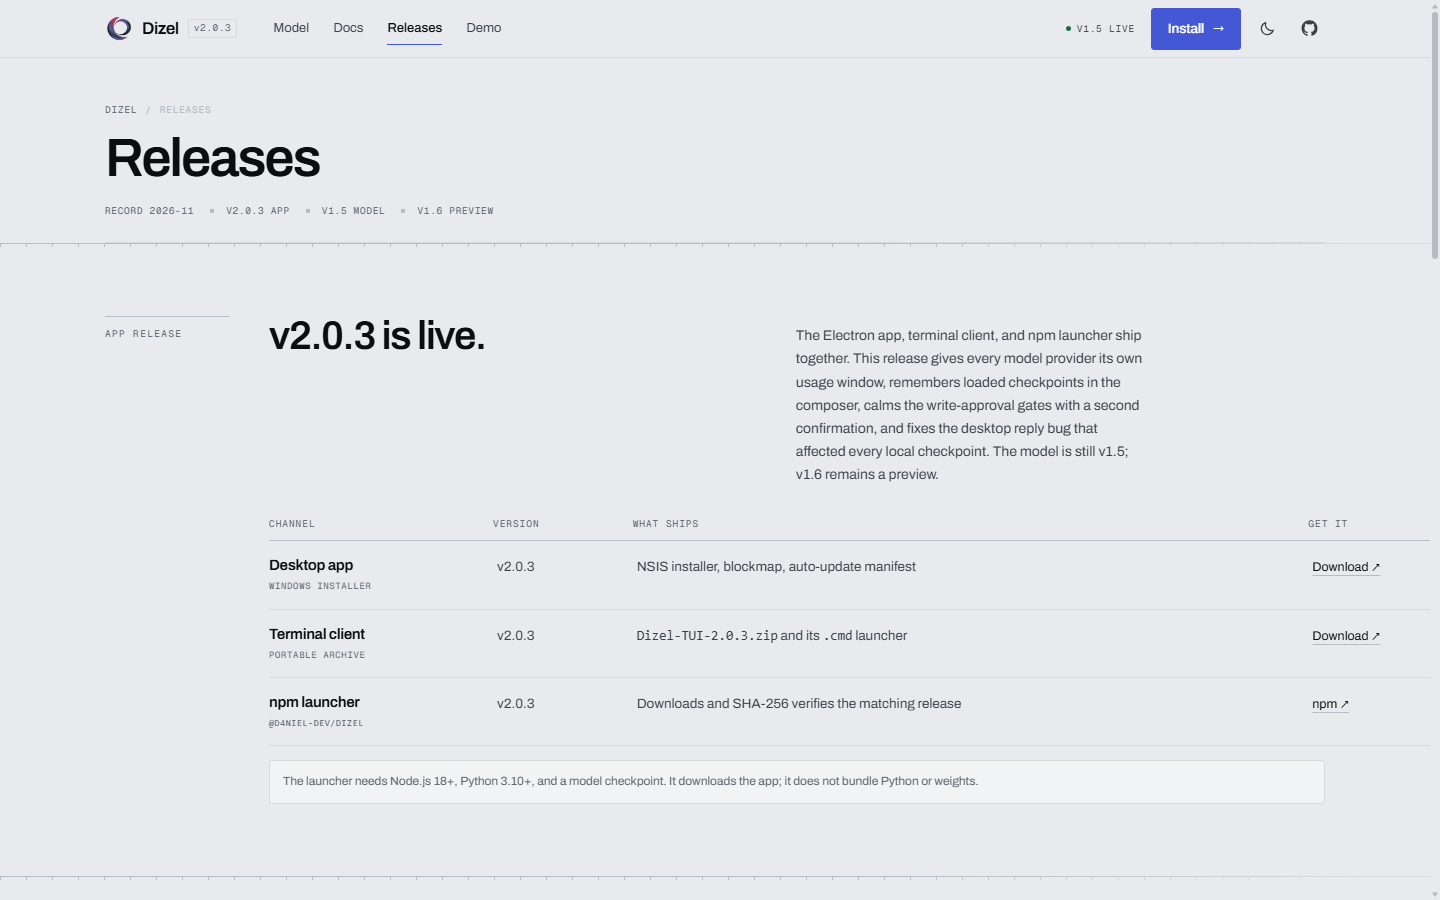 Dizel v2.0.3 Model Docs Releases Demo V1.5 LIVE Install →
DIZEL / RELEASES
Releases
RECORD 2026-11 V2.0.3 APP V1.5 MODEL V1.6 PREVIEW
APP RELEASE
v2.0.3 is live.
The Electron app, terminal client, and npm launcher ship
together. This release gives every model provider its own
usage window, remembers loaded checkpoints in the
composer, calms the write-approval gates with a second
confirmation, and fixes the desktop reply bug that
affected every local checkpoint. The model is still v1.5;
v1.6 remains a preview.
CHANNEL VERSION WHAT SHIPS GET IT
Desktop app v2.0.3 NSIS installer, blockmap, auto-update manifest Download ↗
WINDOWS INSTALLER
Terminal client v2.0.3 Dizel-TUI-2.0.3.zip and its .cmd launcher Download ↗
PORTABLE ARCHIVE
npm launcher v2.0.3 Downloads and SHA-256 verifies the matching release npm ↗
@D4NIEL-DEV/DIZEL
The launcher needs Node.js 18+, Python 3.10+, and a model checkpoint. It downloads the app; it does not bundle Python or weights.